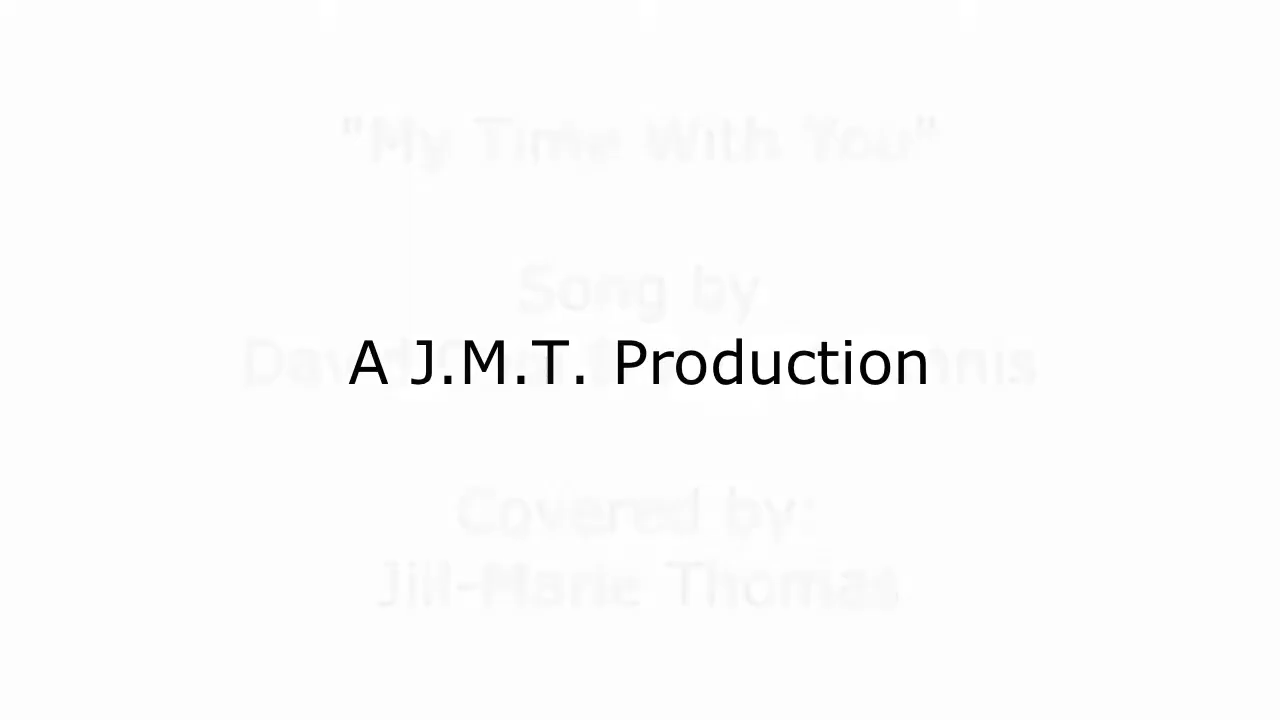 "My Time With You"
Song by
A J.M.T. Production
Covered by:
Jill-Marie Thomas